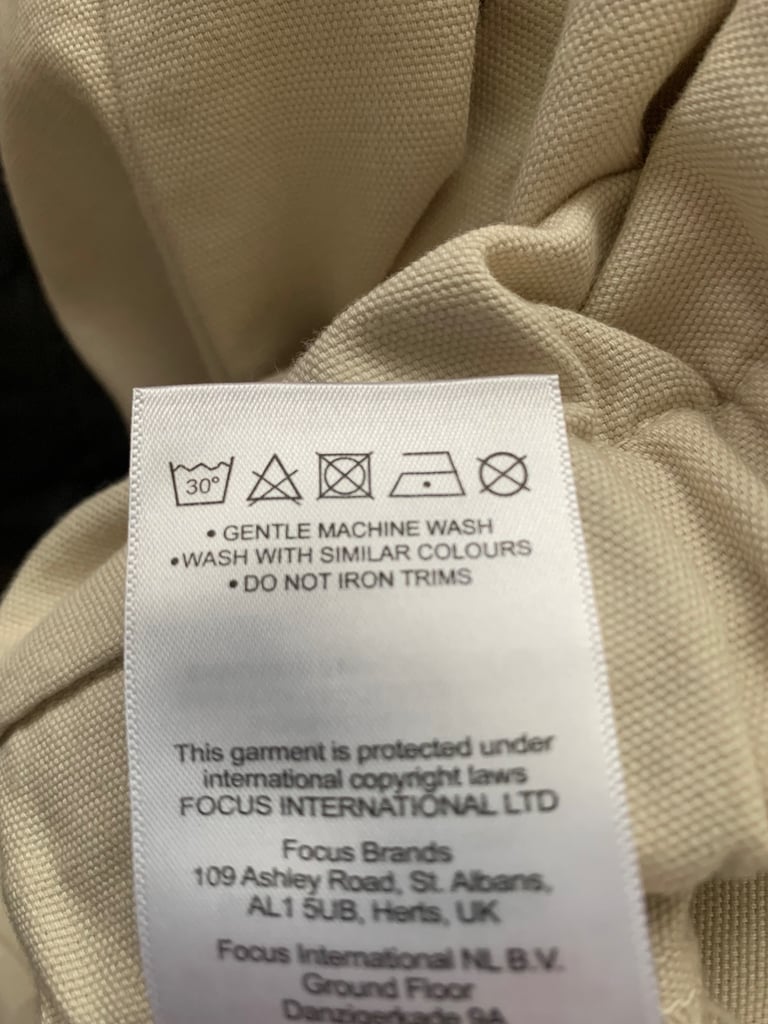 30°
• GENTLE MACHINE WASH
•WASH WITH SIMILAR COLOURS
• DO NOT IRON TRIMS
This garment is protected under
international copyright laws
FOCUS INTERNATIONAL LTD
Focus Brands
109 Ashley Road, St. Albans,
AL1 5UB, Herts, UK
Focus International NL B.V.
Ground Floor
Danzigerkade 9A